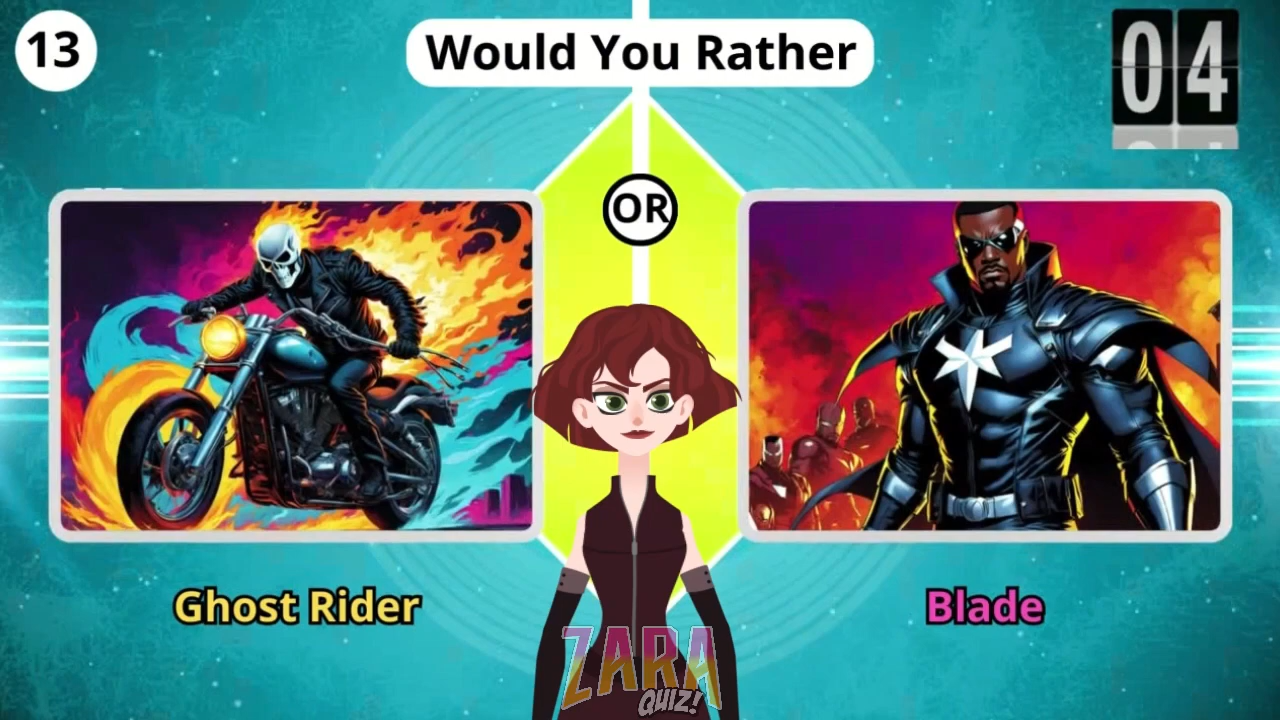 13
Would You Rather
04
OR
Ghost Rider
Blade
ZARA
QUIZ!